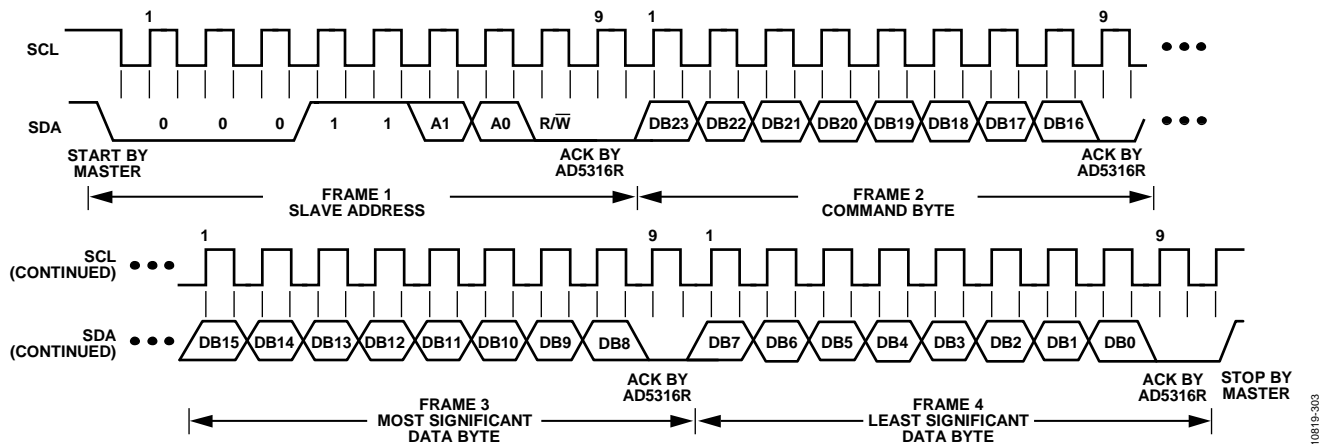 1 9 1 9
SCL
SDA 0 0 0 1 1 A1 A0 R/W̅ DB23 DB22 DB21 DB20 DB19 DB18 DB17 DB16
START BY
MASTER
ACK BY
AD5316R
ACK BY
AD5316R
FRAME 1
SLAVE ADDRESS
FRAME 2
COMMAND BYTE
1 9 1 9
SCL
(CONTINUED)
SDA
(CONTINUED)
DB15 DB14 DB13 DB12 DB11 DB10 DB9 DB8 DB7 DB6 DB5 DB4 DB3 DB2 DB1 DB0
ACK BY
AD5316R
ACK BY
AD5316R
STOP BY
MASTER
FRAME 3
MOST SIGNIFICANT
DATA BYTE
FRAME 4
LEAST SIGNIFICANT
DATA BYTE
10819-303